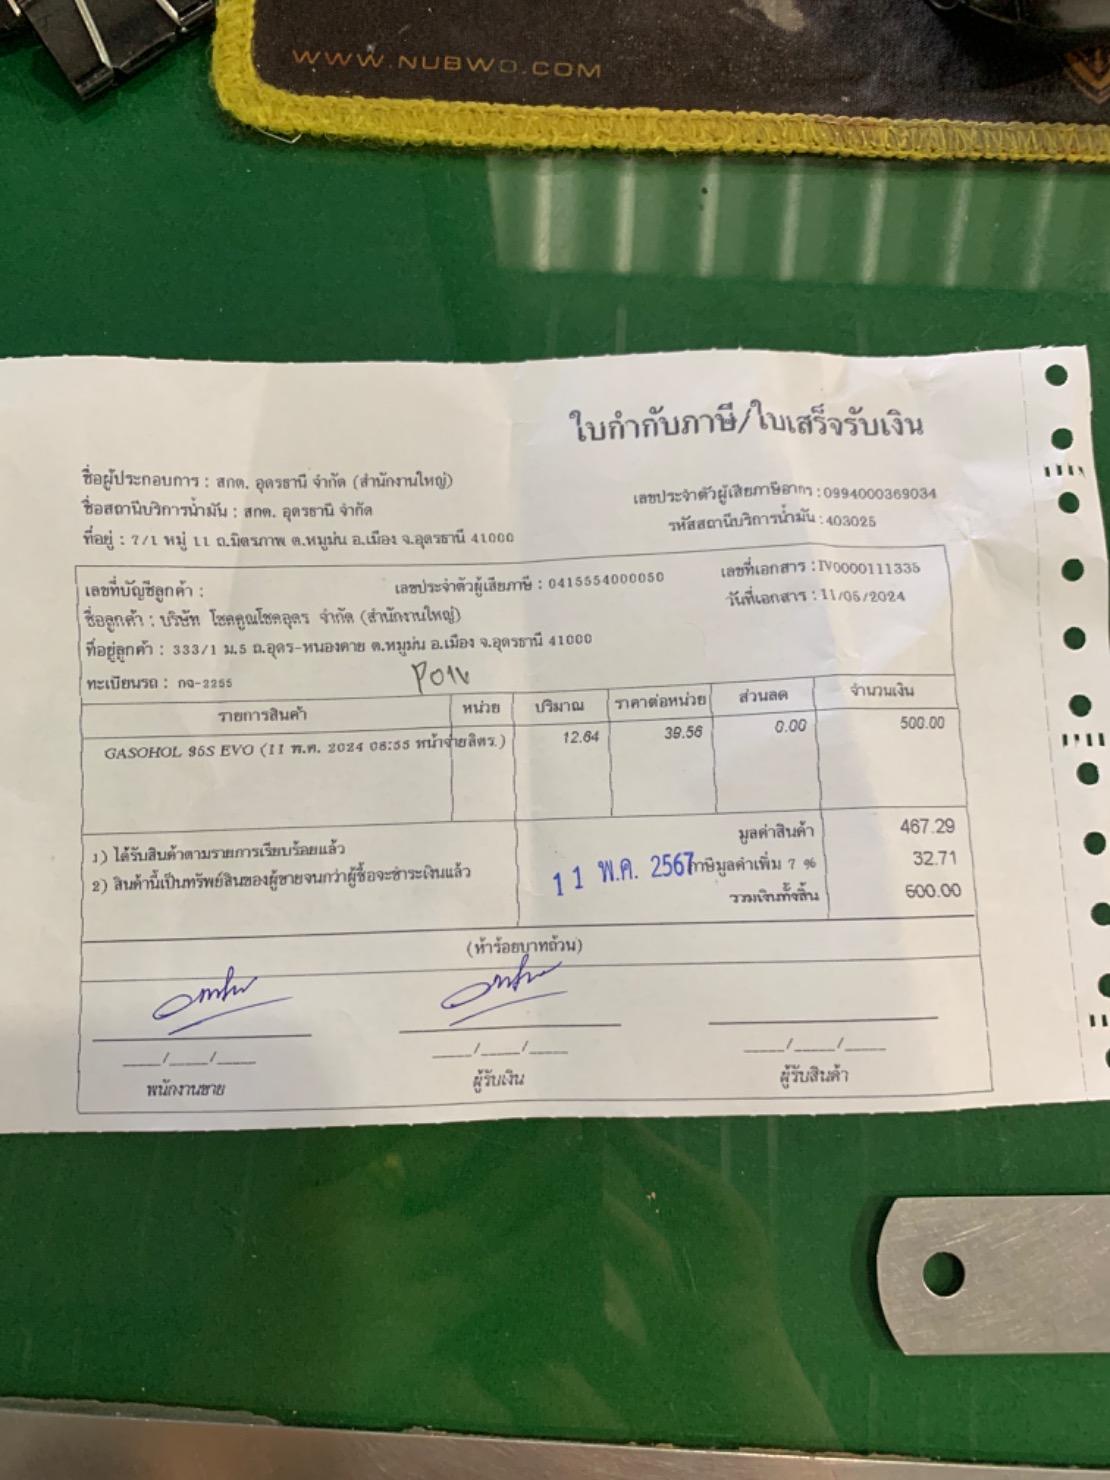 WWW.NUBWO.COM
ใบกำกับภาษี/ใบเสร็จรับเงิน
ชื่อผู้ประกอบการ : สกต. อุดรธานี จำกัด (สำนักงานใหญ่)
เลขประจำตัวผู้เสียภาษีอากร : 0994000369034
ชื่อสถานีบริการน้ำมัน : สกต. อุดรธานี จำกัด
รหัสสถานีบริการน้ำมัน : 403025
ที่อยู่ : 7/1 หมู่ 11 ถ.มิตรภาพ ต.หมูม่น อ.เมือง จ.อุดรธานี 41000
เลขที่บัญชีลูกค้า : เลขประจำตัวผู้เสียภาษี : 0415554000050 เลขที่เอกสาร : IV0000111335
ชื่อลูกค้า : บริษัท โชคคูณโชคอุดร จำกัด (สำนักงานใหญ่) วันที่เอกสาร : 11/05/2024
ที่อยู่ลูกค้า : 333/1 ม.5 ถ.อุดร-หนองคาย ต.หมูม่น อ.เมือง จ.อุดรธานี 41000
ทะเบียนรถ : กฉ-2255
รายการสินค้า หน่วย ปริมาณ ราคาต่อหน่วย ส่วนลด จำนวนเงิน
GASOHOL 95S EVO (11 พ.ค. 2024 08:55 หน้าจ่ายลิตร.) 12.64 39.56 0.00 500.00
1) ได้รับสินค้าตามรายการเรียบร้อยแล้ว มูลค่าสินค้า 467.29
2) สินค้านี้เป็นทรัพย์สินของผู้ขายจนกว่าผู้ซื้อจะชำระเงินแล้ว 11 พ.ค. 2567 ภาษีมูลค่าเพิ่ม 7 % 32.71
รวมเงินทั้งสิ้น 500.00
(ห้าร้อยบาทถ้วน)
___/___/___ ___/___/___ ___/___/___
พนักงานขาย ผู้รับเงิน ผู้รับสินค้า